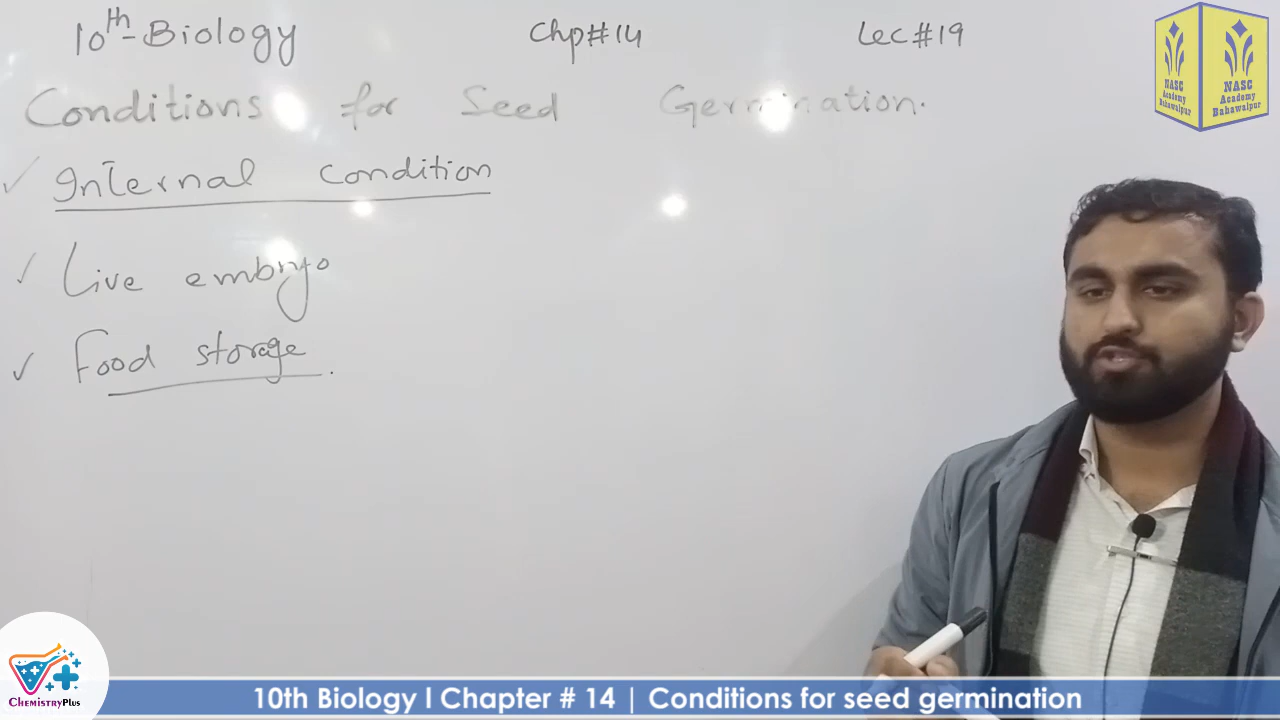 10th-Biology Chp#14 Lec#19
Conditions for Seed Germination.
✓ Internal condition
✓ Live embryo
✓ Food storage.
NASC Academy Bahawalpur
NASC Academy Bahawalpur
ChemistryPlus
10th Biology l Chapter # 14 | Conditions for seed germination